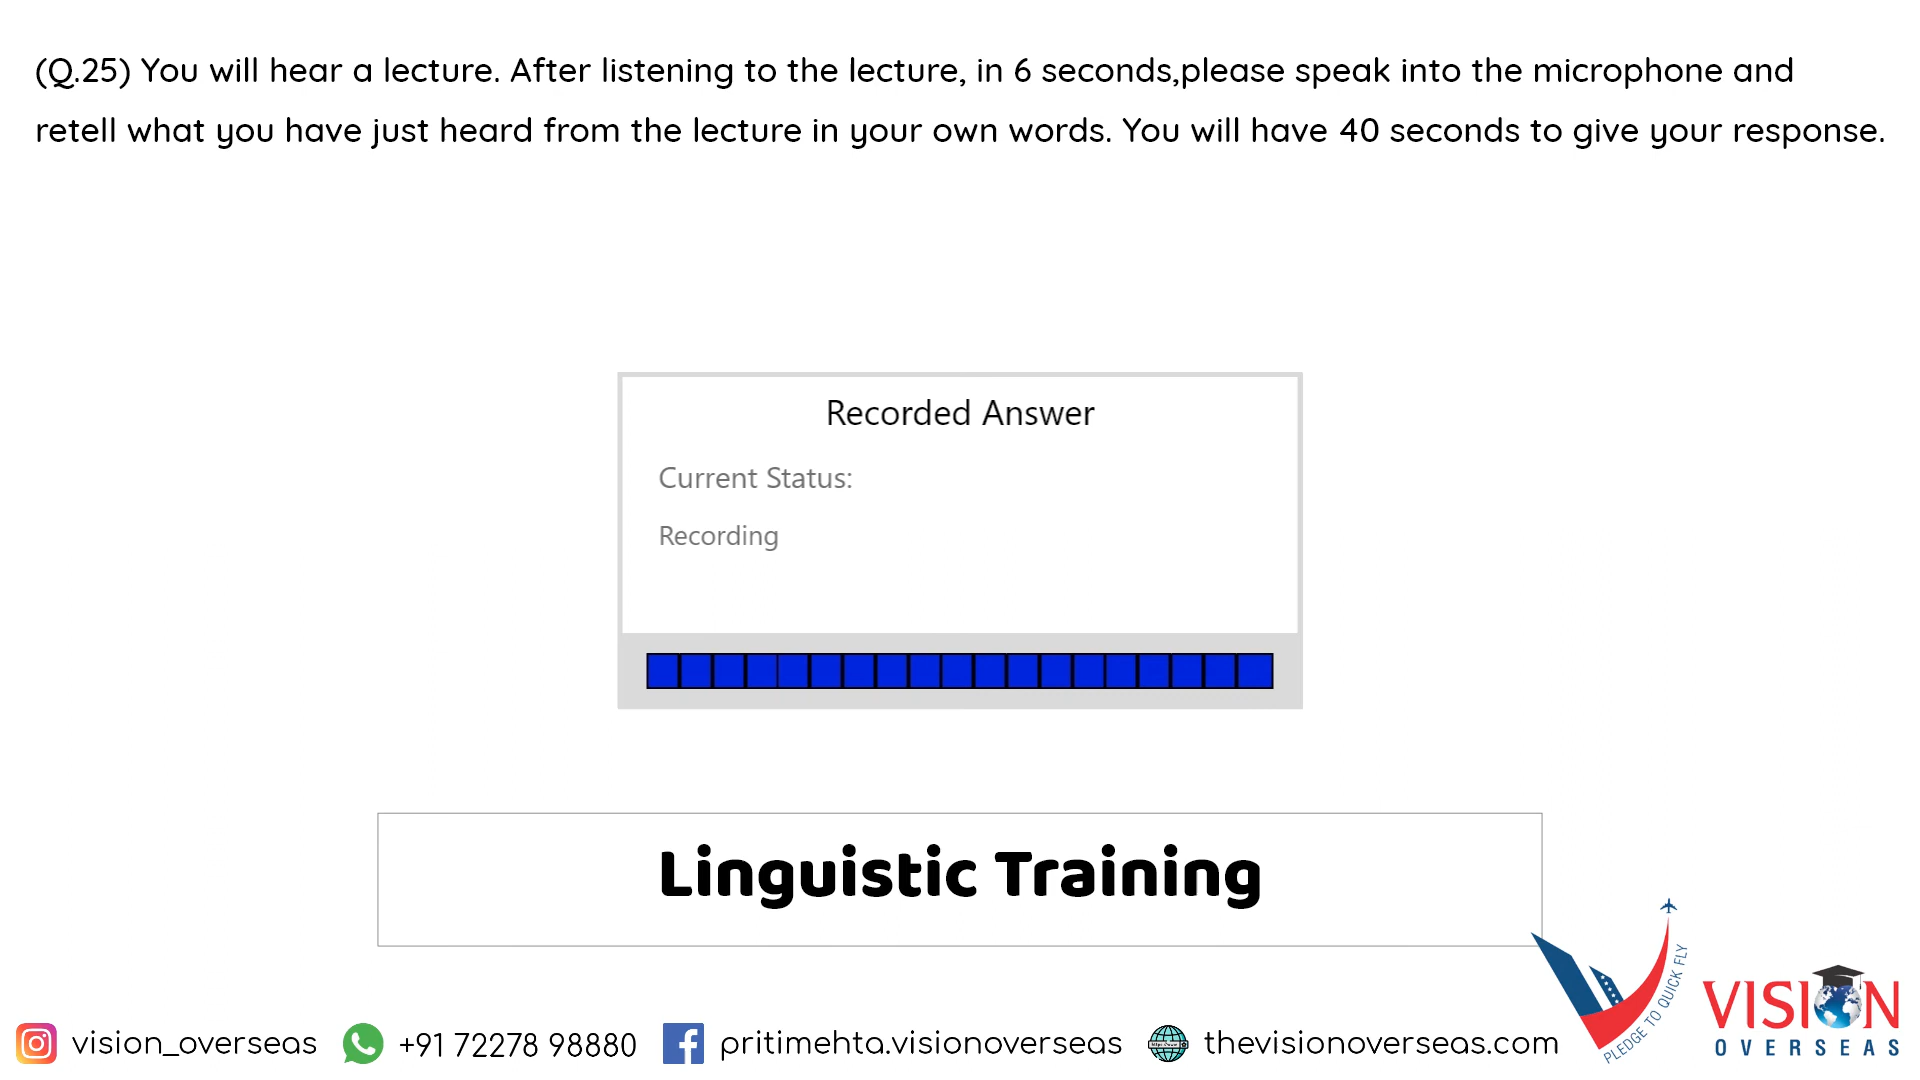 (Q.25) You will hear a lecture. After listening to the lecture, in 6 seconds,please speak into the microphone and
retell what you have just heard from the lecture in your own words. You will have 40 seconds to give your response.
Recorded Answer
Current Status:
Recording
Linguistic Training
PLEDGE TO QUICK FLY
VISION
OVERSEAS
vision_overseas
+91 72278 98880
pritimehta.visionoverseas
thevisionoverseas.com